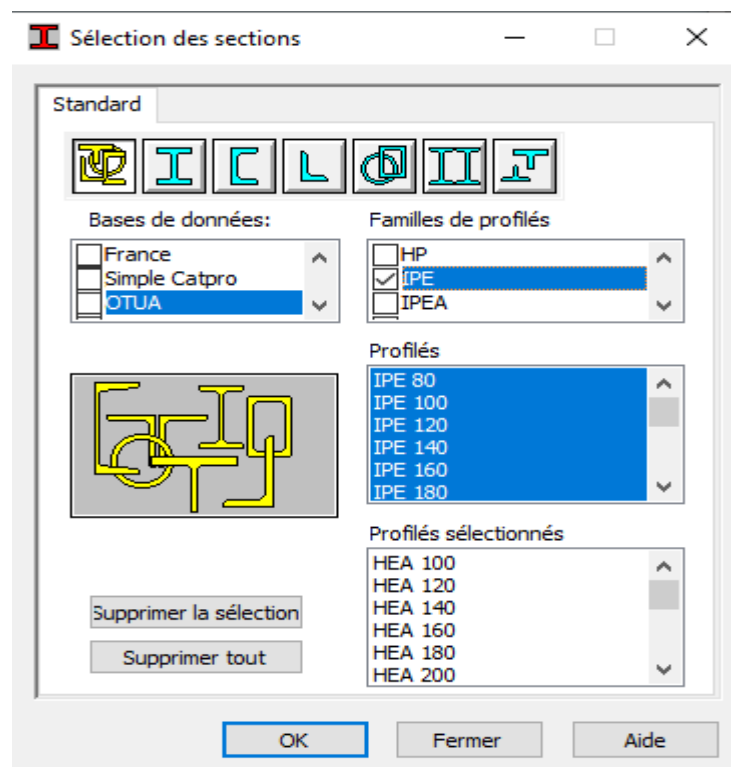 Sélection des sections
Standard
Bases de données:
France
Simple Catpro
OTUA
Familles de profilés
HP
IPE
IPEA
Profilés
IPE 80
IPE 100
IPE 120
IPE 140
IPE 160
IPE 180
Profilés sélectionnés
HEA 100
HEA 120
HEA 140
HEA 160
HEA 180
HEA 200
Supprimer la sélection
Supprimer tout
OK
Fermer
Aide